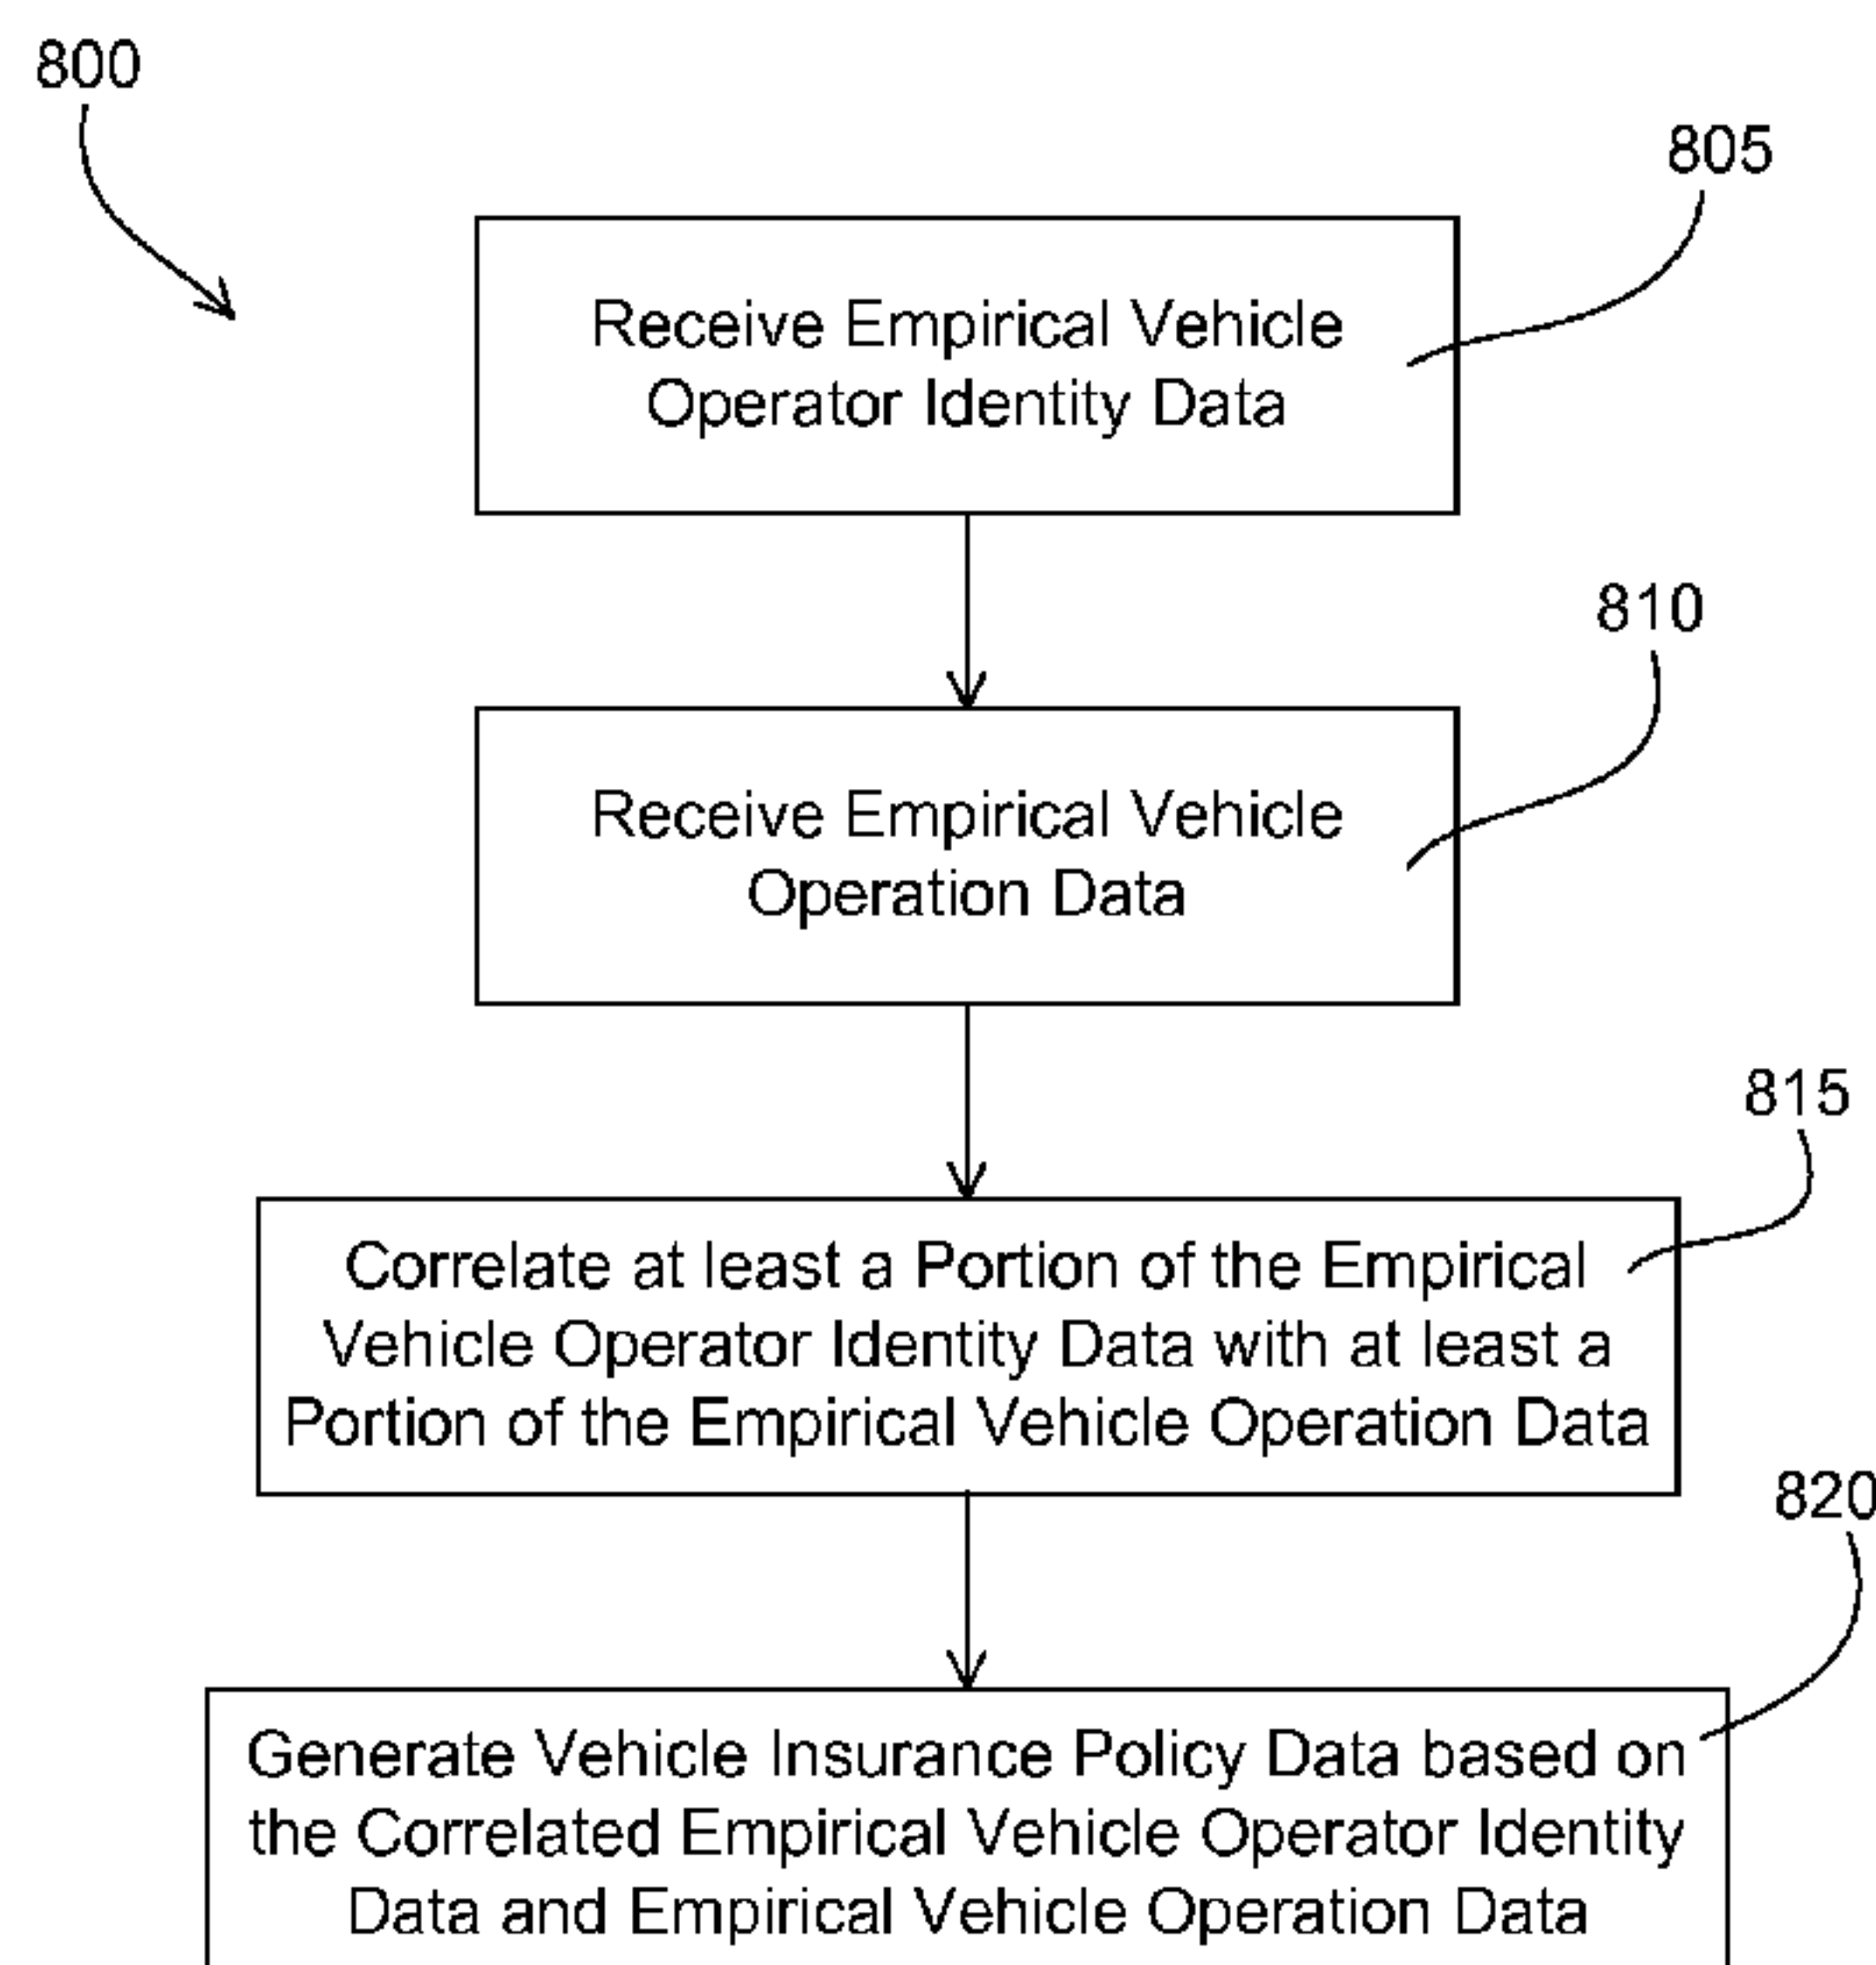 800
805
Receive Empirical Vehicle
Operator Identity Data
810
Receive Empirical Vehicle
Operation Data
815
Correlate at least a Portion of the Empirical
Vehicle Operator Identity Data with at least a
Portion of the Empirical Vehicle Operation Data
820
Generate Vehicle Insurance Policy Data based on
the Correlated Empirical Vehicle Operator Identity
Data and Empirical Vehicle Operation Data